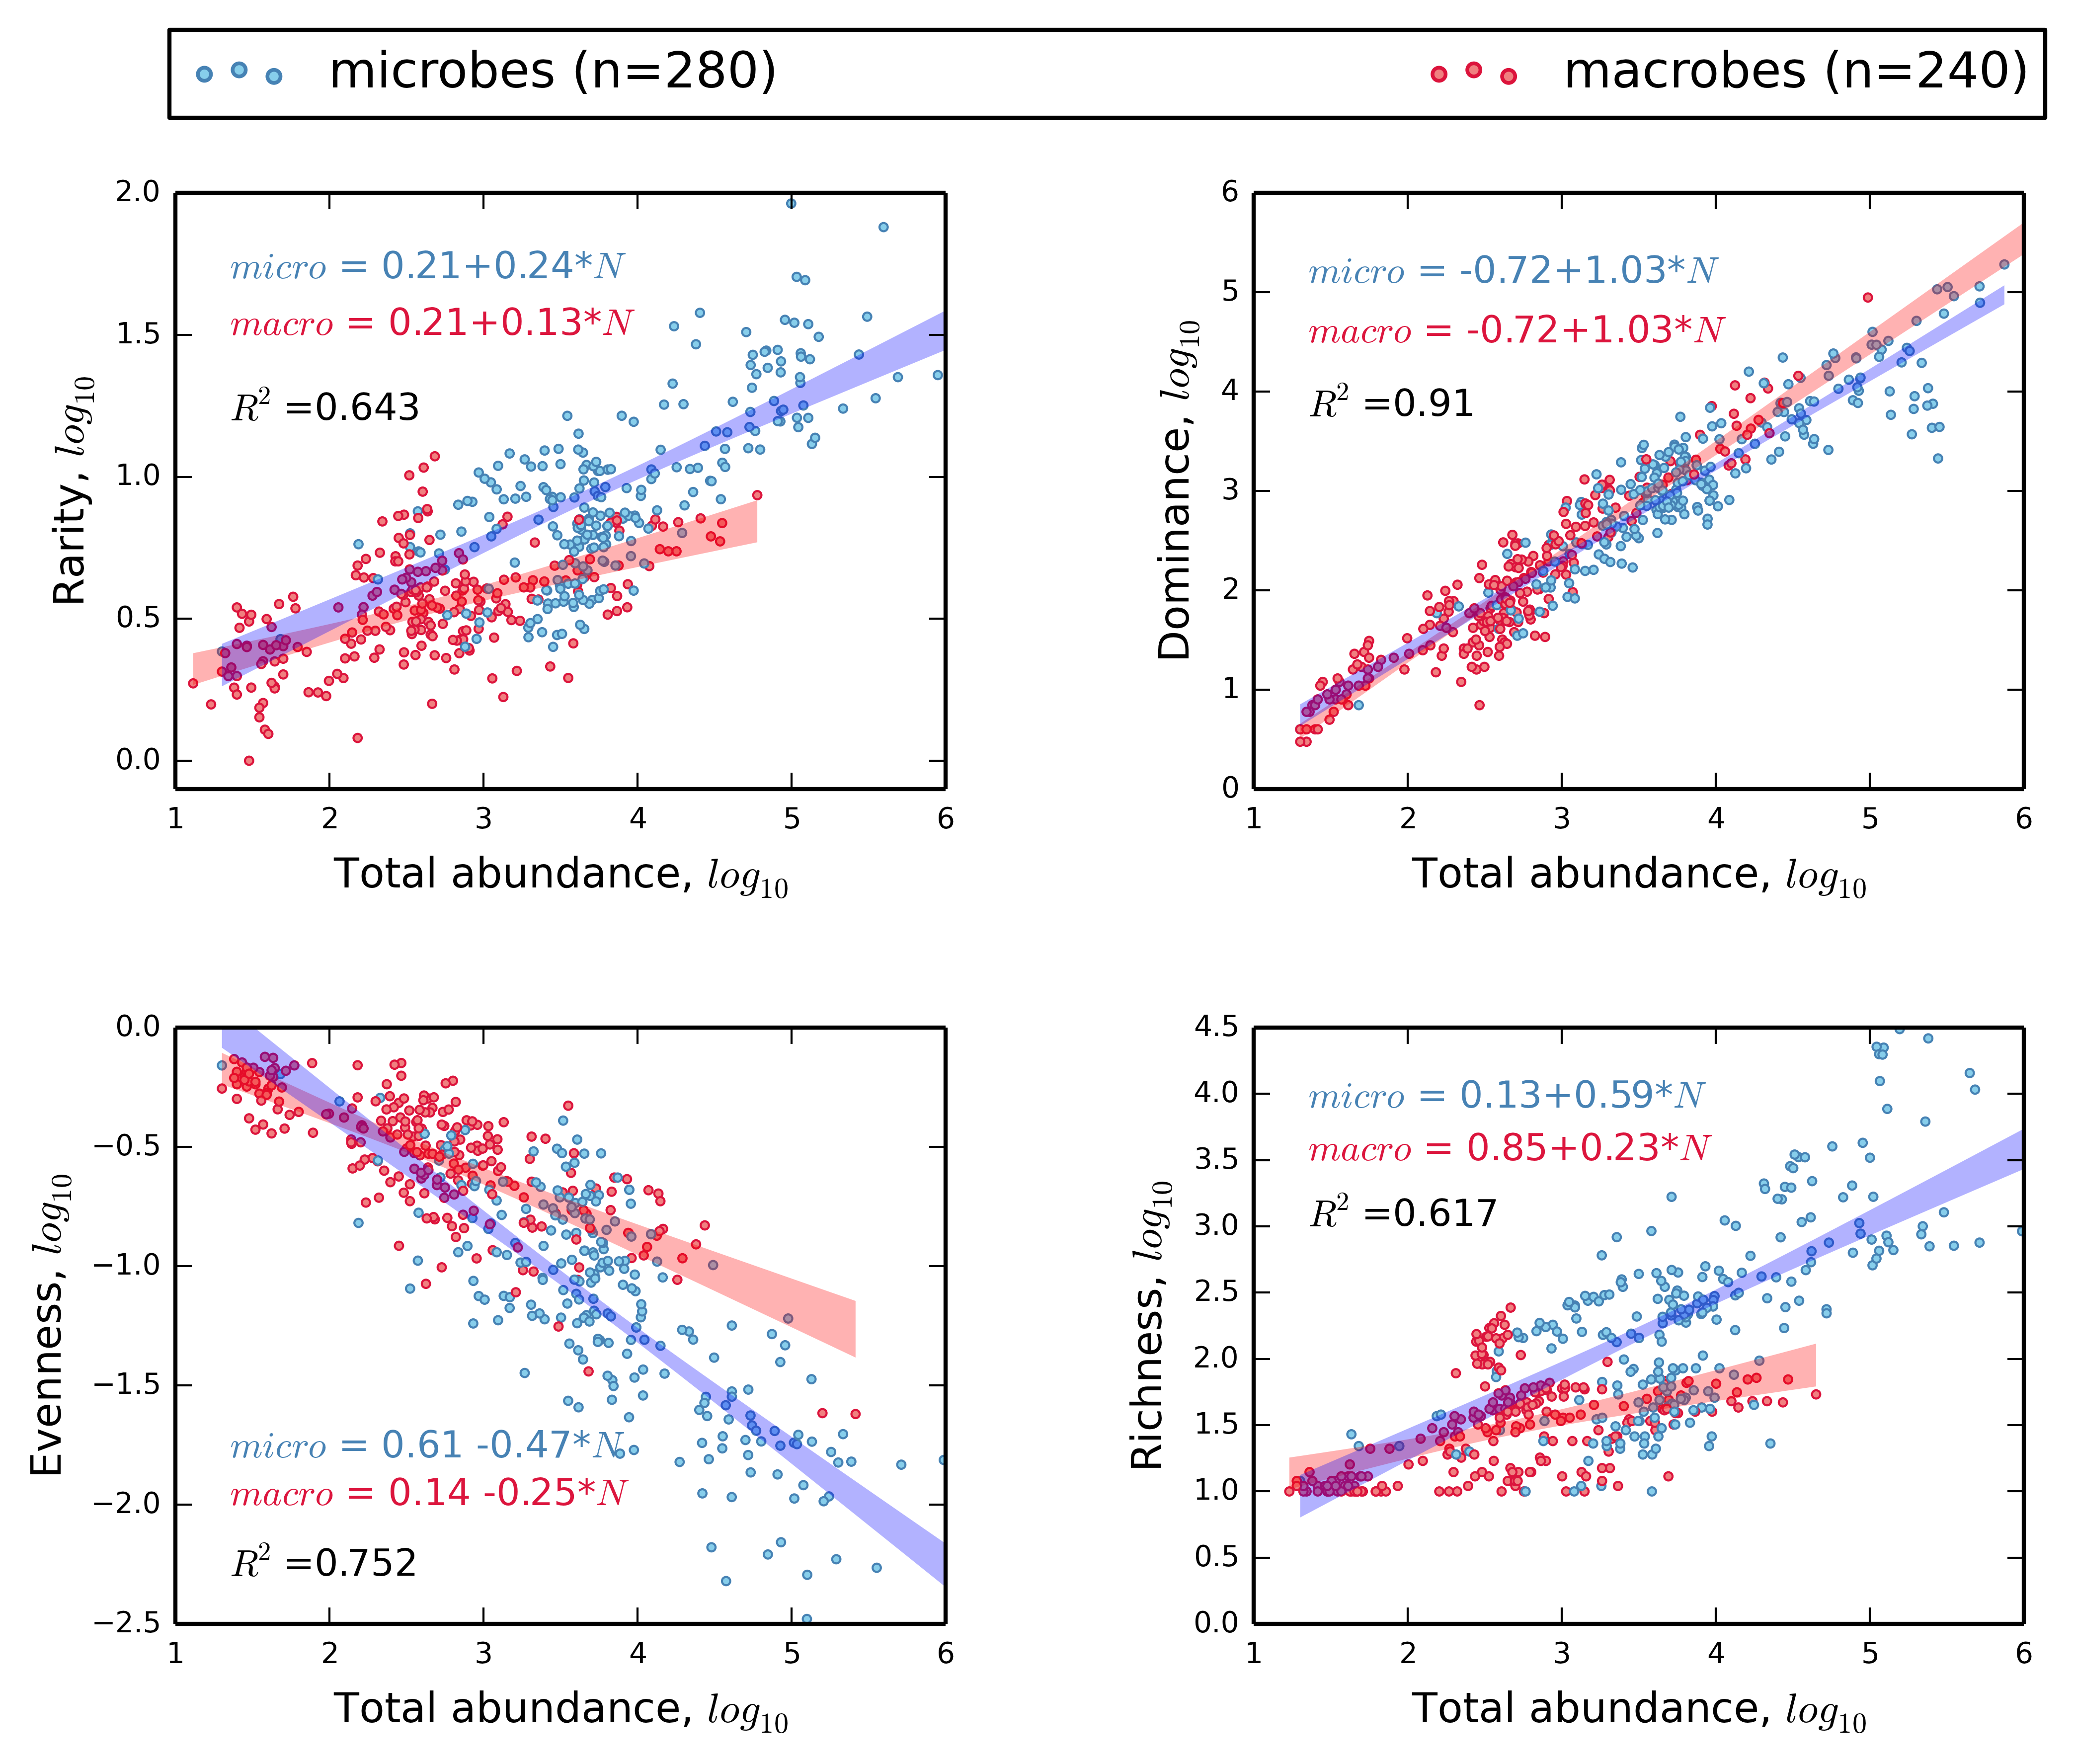 microbes (n=280) macrobes (n=240)
2.0
1.5
1.0
0.5
0.0
Rarity, log10
micro = 0.21+0.24*N
macro = 0.21+0.13*N
R² =0.643
1 2 3 4 5 6
Total abundance, log10
6
5
4
3
2
1
0
Dominance, log10
micro = -0.72+1.03*N
macro = -0.72+1.03*N
R² =0.91
1 2 3 4 5 6
Total abundance, log10
0.0
−0.5
−1.0
−1.5
−2.0
−2.5
Evenness, log10
micro = 0.61 -0.47*N
macro = 0.14 -0.25*N
R² =0.752
1 2 3 4 5 6
Total abundance, log10
4.5
4.0
3.5
3.0
2.5
2.0
1.5
1.0
0.5
0.0
Richness, log10
micro = 0.13+0.59*N
macro = 0.85+0.23*N
R² =0.617
1 2 3 4 5 6
Total abundance, log10